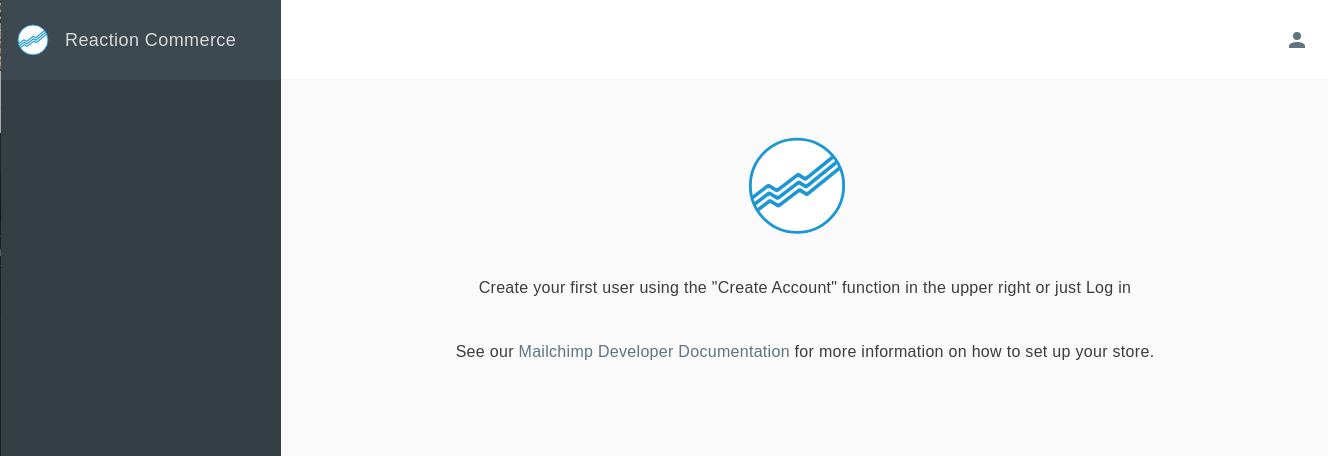 Reaction Commerce
Create your first user using the "Create Account" function in the upper right or just Log in
See our Mailchimp Developer Documentation for more information on how to set up your store.